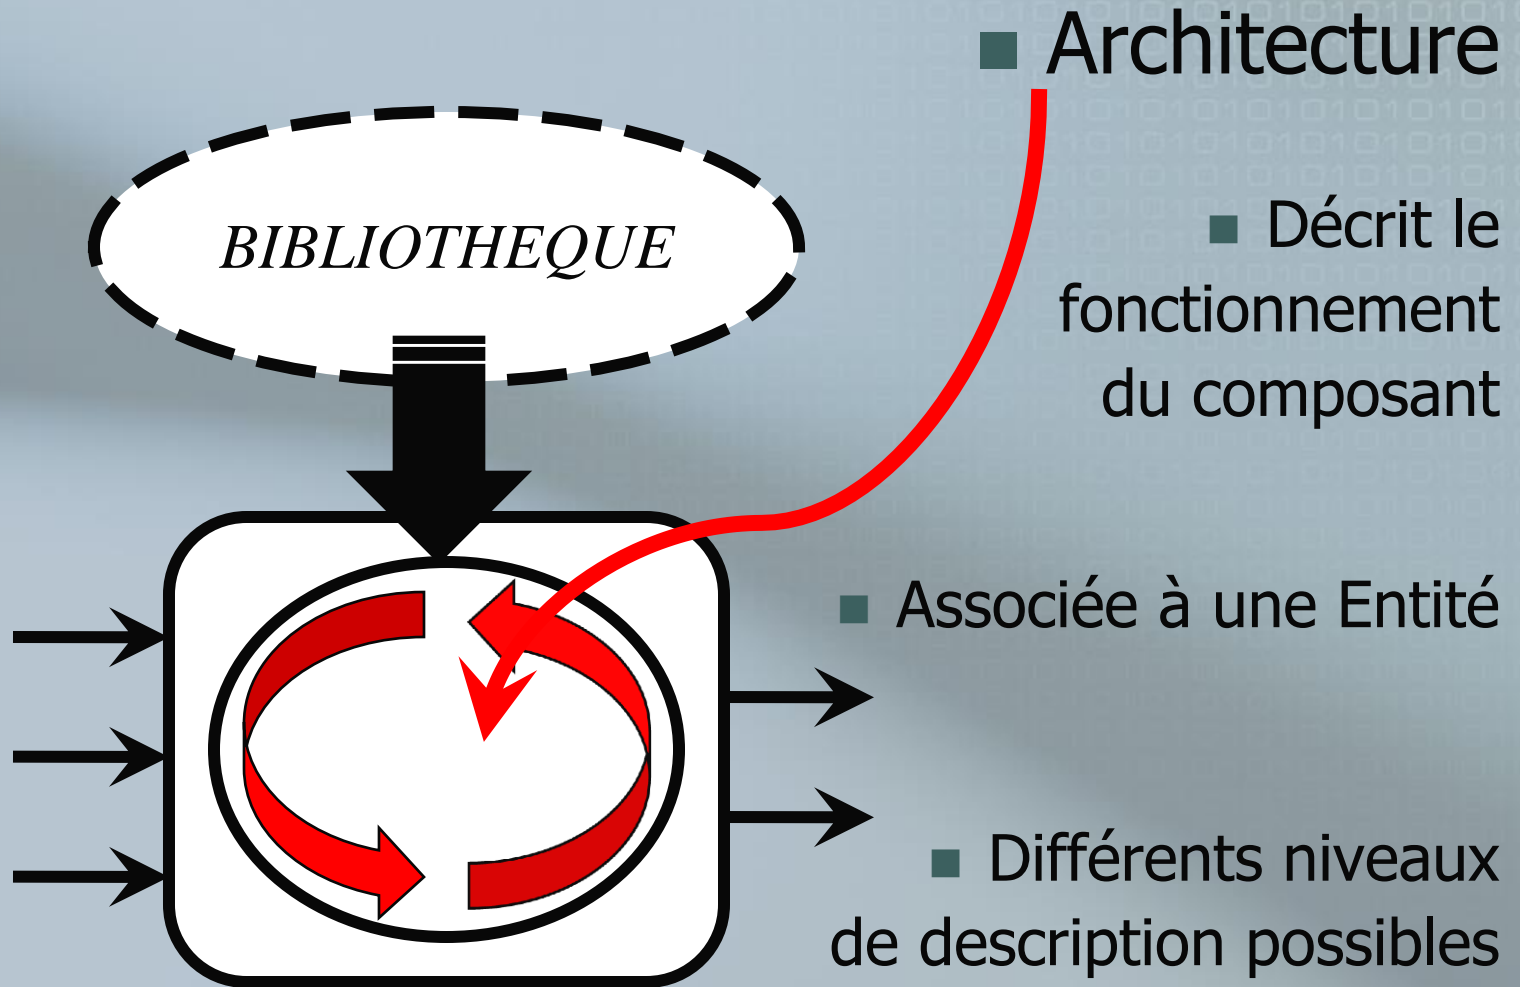 Architecture
BIBLIOTHEQUE
Décrit le
fonctionnement
du composant
Associée à une Entité
Différents niveaux
de description possibles